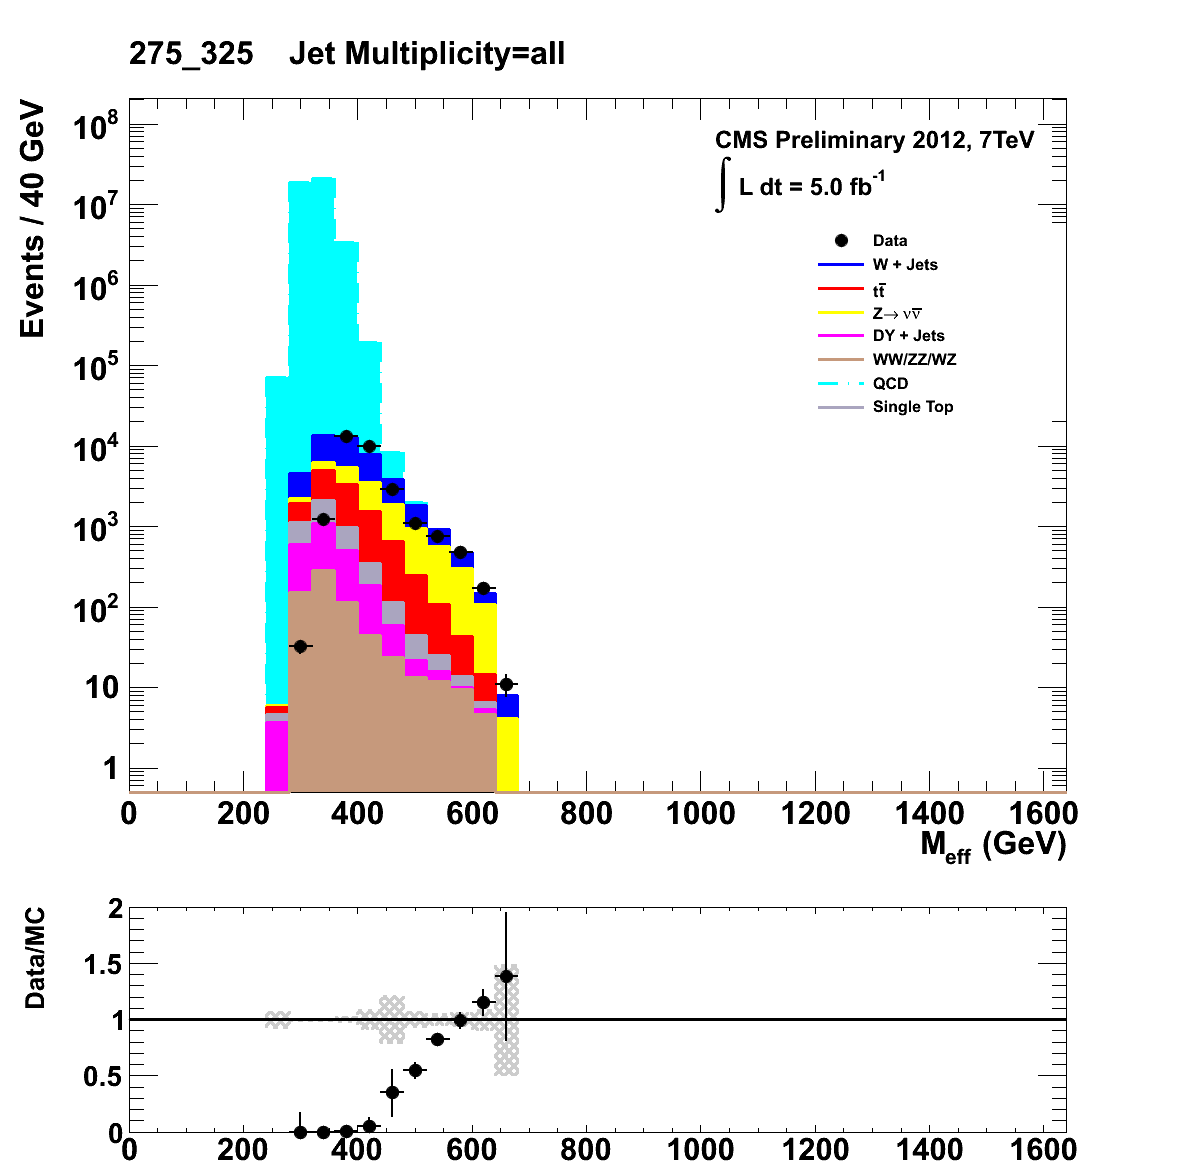 275_325 Jet Multiplicity=all
Events / 40 GeV
10⁸
10⁷
10⁶
10⁵
10⁴
10³
10²
10
1
CMS Preliminary 2012, 7TeV
∫ L dt = 5.0 fb⁻¹
Data
W + Jets
tt̅
Z→ νν̅
DY + Jets
WW/ZZ/WZ
QCD
Single Top
0 200 400 600 800 1000 1200 1400 1600
M_eff (GeV)
Data/MC
2
1.5
1
0.5
0
0 200 400 600 800 1000 1200 1400 1600